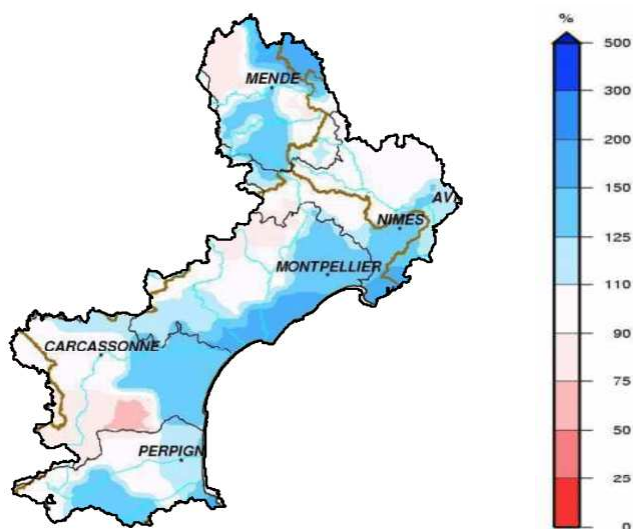 %
500
MENDE
300
200
150
AV
NIMES
125
MONTPELLIER
110
90
CARCASSONNE
75
50
PERPIGN
25
0